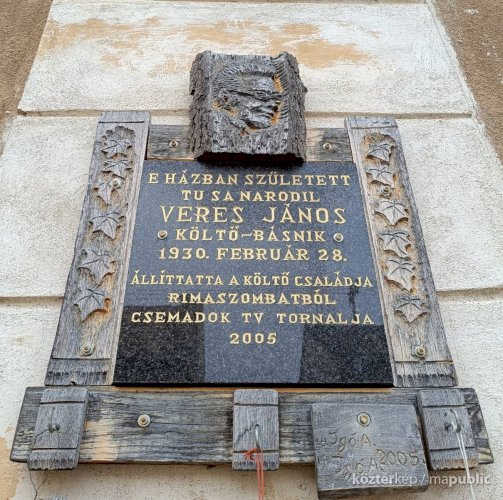 E HÁZBAN SZÜLETETT
TU SA NARODIL
VERES JÁNOS
KÖLTŐ-BÁSNIK
1930. FEBRUÁR 28.
ÁLLÍTTATTA A KÖLTŐ CSALÁDJA
RIMASZOMBATBÓL
CSEMADOK TV TORNALJA
2005
Igó A.
2005
köztérkép / mapublic